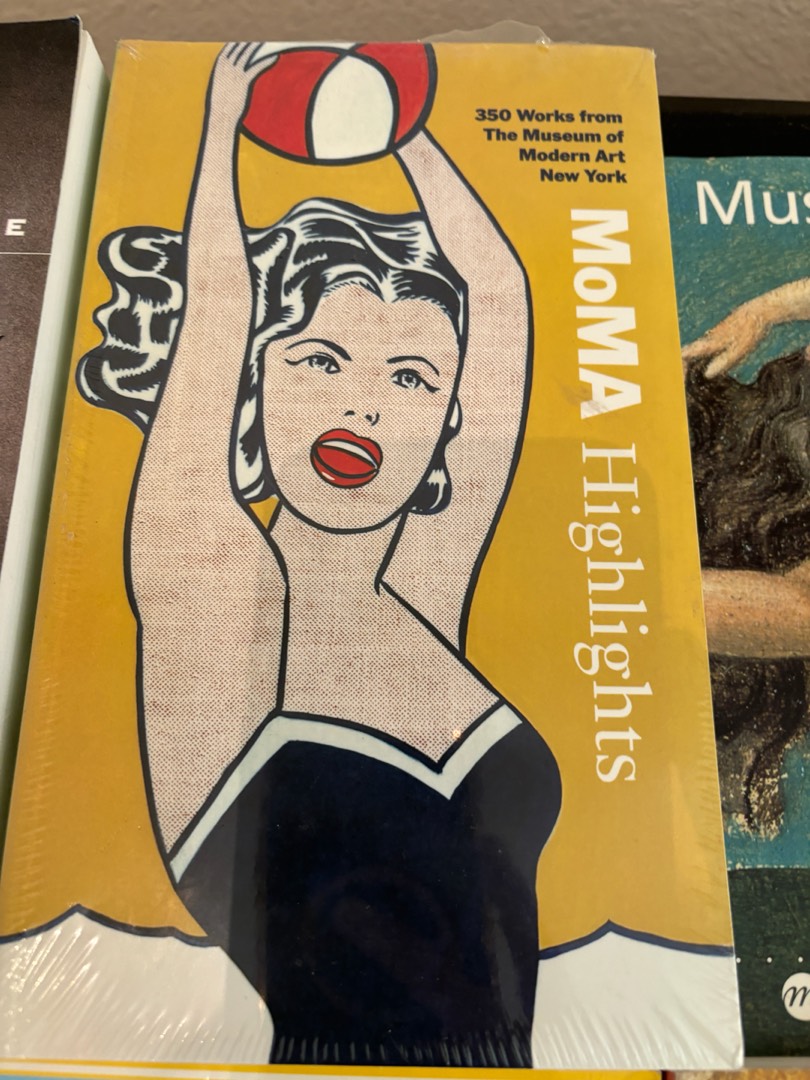 E
350 Works from
The Museum of
Modern Art
New York
MoMA Highlights
Mus
m